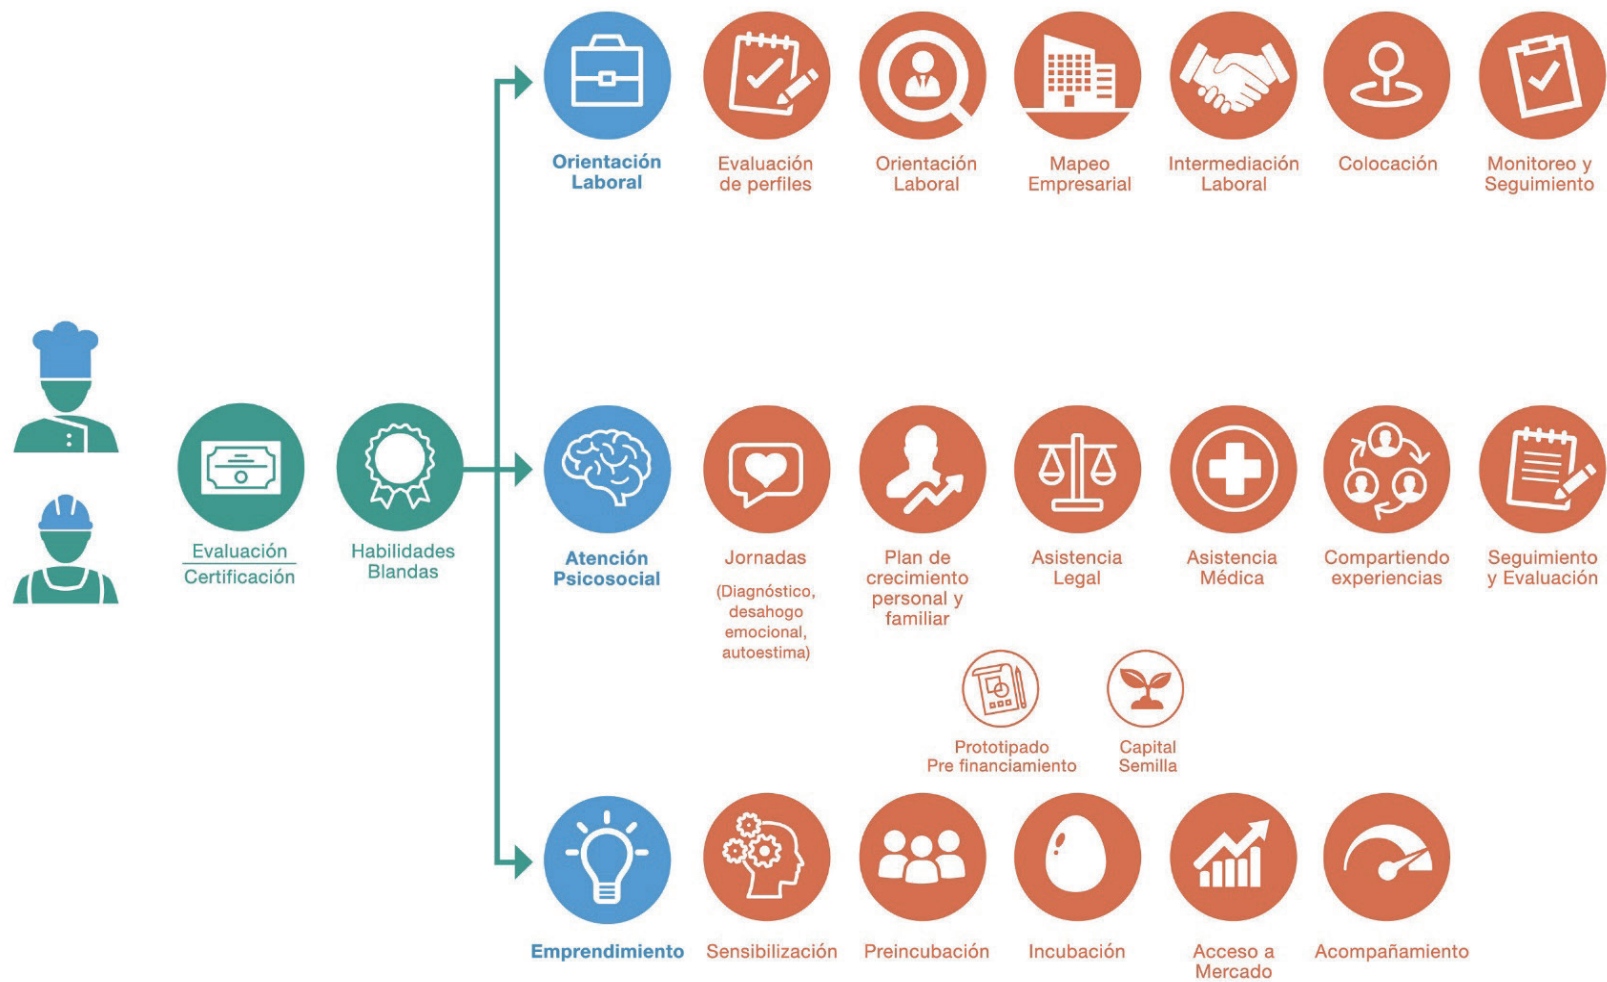 Orientación
Laboral
Evaluación
de perfiles
Orientación
Laboral
Mapeo
Empresarial
Intermediación
Laboral
Colocación
Monitoreo y
Seguimiento
Evaluación
Certificación
Habilidades
Blandas
Atención
Psicosocial
Jornadas
(Diagnóstico,
desahogo
emocional,
autoestima)
Plan de
crecimiento
personal y
familiar
Asistencia
Legal
Asistencia
Médica
Compartiendo
experiencias
Seguimiento
y Evaluación
Prototipado
Pre financiamiento
Capital
Semilla
Emprendimiento
Sensibilización
Preincubación
Incubación
Acceso a
Mercado
Acompañamiento